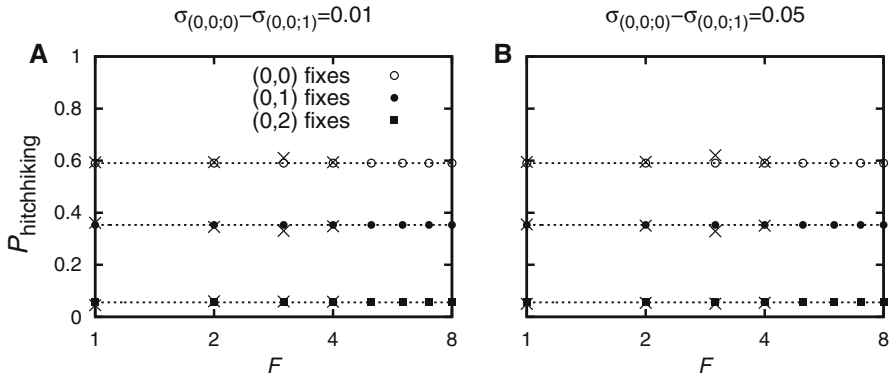 σ(0,0;0)−σ(0,0;1)=0.01
σ(0,0;0)−σ(0,0;1)=0.05
A
B
1
0.8
0.6
0.4
0.2
0
Phitchhiking
(0,0) fixes
(0,1) fixes
(0,2) fixes
1
2
4
8
F
1
2
4
8
F